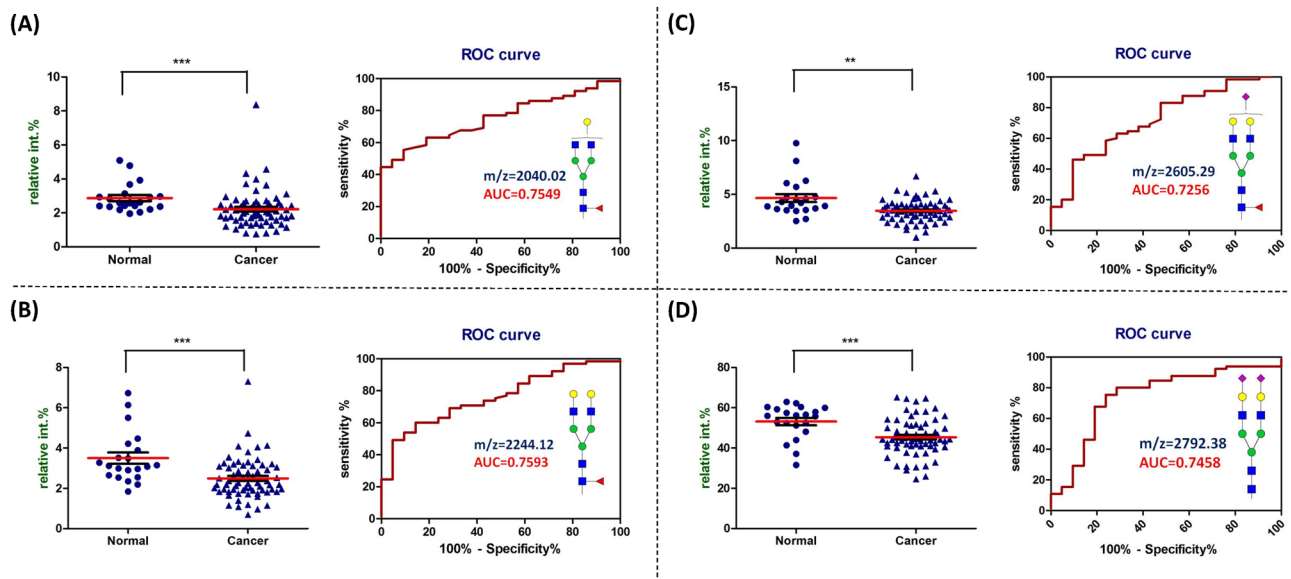 (A)
***
relative int.%
10
8
6
4
2
0
Normal
Cancer
ROC curve
sensitivity %
100
80
60
40
20
0
m/z=2040.02
AUC=0.7549
0
20
40
60
80
100
100% - Specificity%
(C)
**
relative int.%
15
10
5
0
Normal
Cancer
ROC curve
sensitivity %
100
80
60
40
20
0
m/z=2605.29
AUC=0.7256
0
20
40
60
80
100
100% - Specificity%
(B)
***
relative int.%
8
6
4
2
0
Normal
Cancer
ROC curve
sensitivity %
100
80
60
40
20
0
m/z=2244.12
AUC=0.7593
0
20
40
60
80
100
100% - Specificity%
(D)
***
relative int.%
80
60
40
20
0
Normal
Cancer
ROC curve
sensitivity %
100
80
60
40
20
0
m/z=2792.38
AUC=0.7458
0
20
40
60
80
100
100% - Specificity%